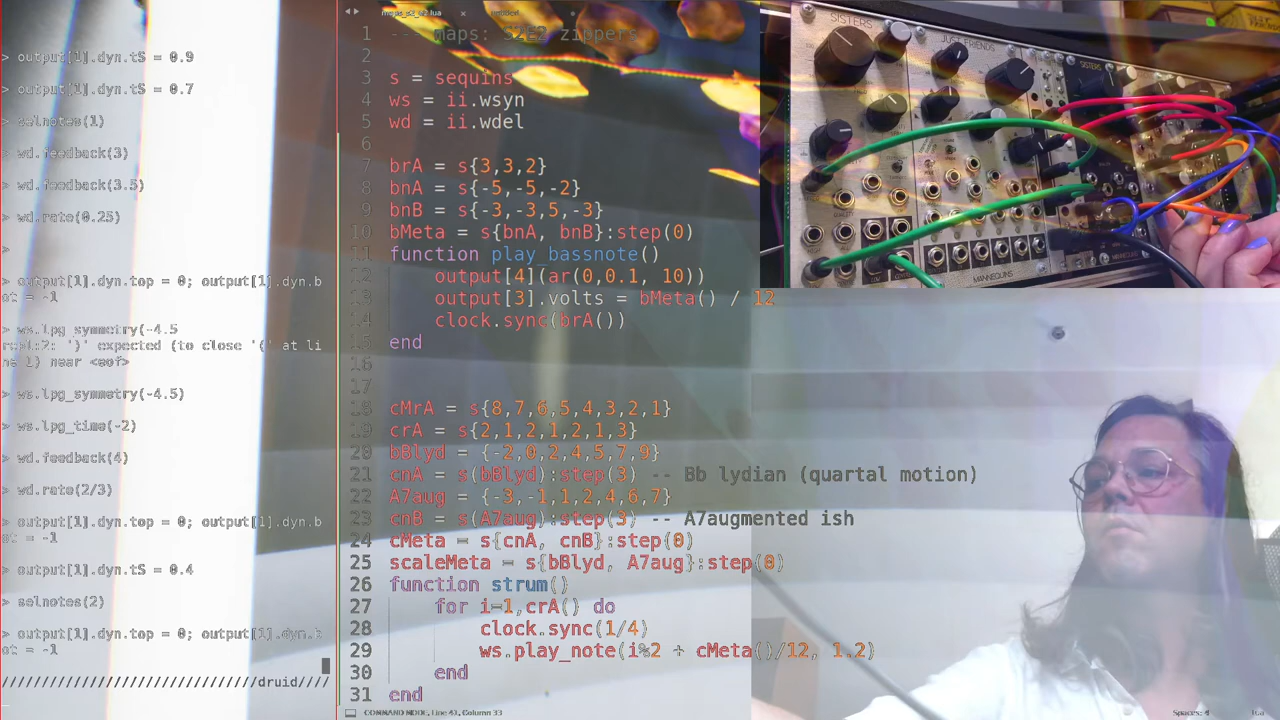 > output[1].dyn.tS = 0.9
> output[1].dyn.tS = 0.7
> selnotes(1)
> wd.feedback(3)
> wd.feedback(3.5)
> wd.rate(0.25)
>
> output[1].dyn.top = 0; output[1].dyn.b
ot = -1
> ws.lpg_symmetry(-4.5
repl:2: ')' expected (to close '(' at li
ne 1) near <eof>
> ws.lpg_symmetry(-4.5)
> ws.lpg_time(-2)
> wd.feedback(4)
> wd.rate(2/3)
> output[1].dyn.top = 0; output[1].dyn.b
ot = -1
> output[1].dyn.tS = 0.4
> selnotes(2)
> output[1].dyn.top = 0; output[1].dyn.b
ot = -1
////////////////////////////////druid////
untitled
1 --- maps: s2e2 zippers
2
3 s = sequins
4 ws = ii.wsyn
5 wd = ii.wdel
6
7 brA = s{3,3,2}
8 bnA = s{-5,-5,-2}
9 bnB = s{-3,-3,5,-3}
10 bMeta = s{bnA, bnB}:step(0)
11 function play_bassnote()
12 output[4](ar(0,0.1, 10))
13 output[3].volts = bMeta() / 12
14 clock.sync(brA())
15 end
16
17
18 cMrA = s{8,7,6,5,4,3,2,1}
19 crA = s{2,1,2,1,2,1,3}
20 bBlyd = {-2,0,2,4,5,7,9}
21 cnA = s(bBlyd):step(3) -- Bb lydian (quartal motion)
22 A7aug = {-3,-1,1,2,4,6,7}
23 cnB = s(A7aug):step(3) -- A7augmented ish
24 cMeta = s{cnA, cnB}:step(0)
25 scaleMeta = s{bBlyd, A7aug}:step(0)
26 function strum()
27 for i=1,crA() do
28 clock.sync(1/4)
29 ws.play_note(i%2 + cMeta()/12, 1.2)
30 end
31 end
COMMAND MODE, Line 43, Column 33
Spaces: 4
Lua
SISTERS
JUST FRIENDS
SISTERS
MANNEQUINS